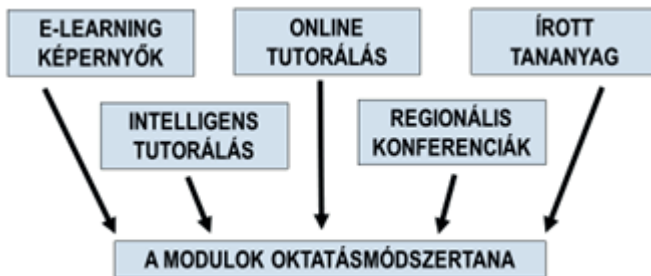 E-LEARNING
KÉPERNYŐK
ONLINE
TUTORÁLÁS
ÍROTT
TANANYAG
INTELLIGENS
TUTORÁLÁS
REGIONÁLIS
KONFERENCIÁK
A MODULOK OKTATÁSMÓDSZERTANA